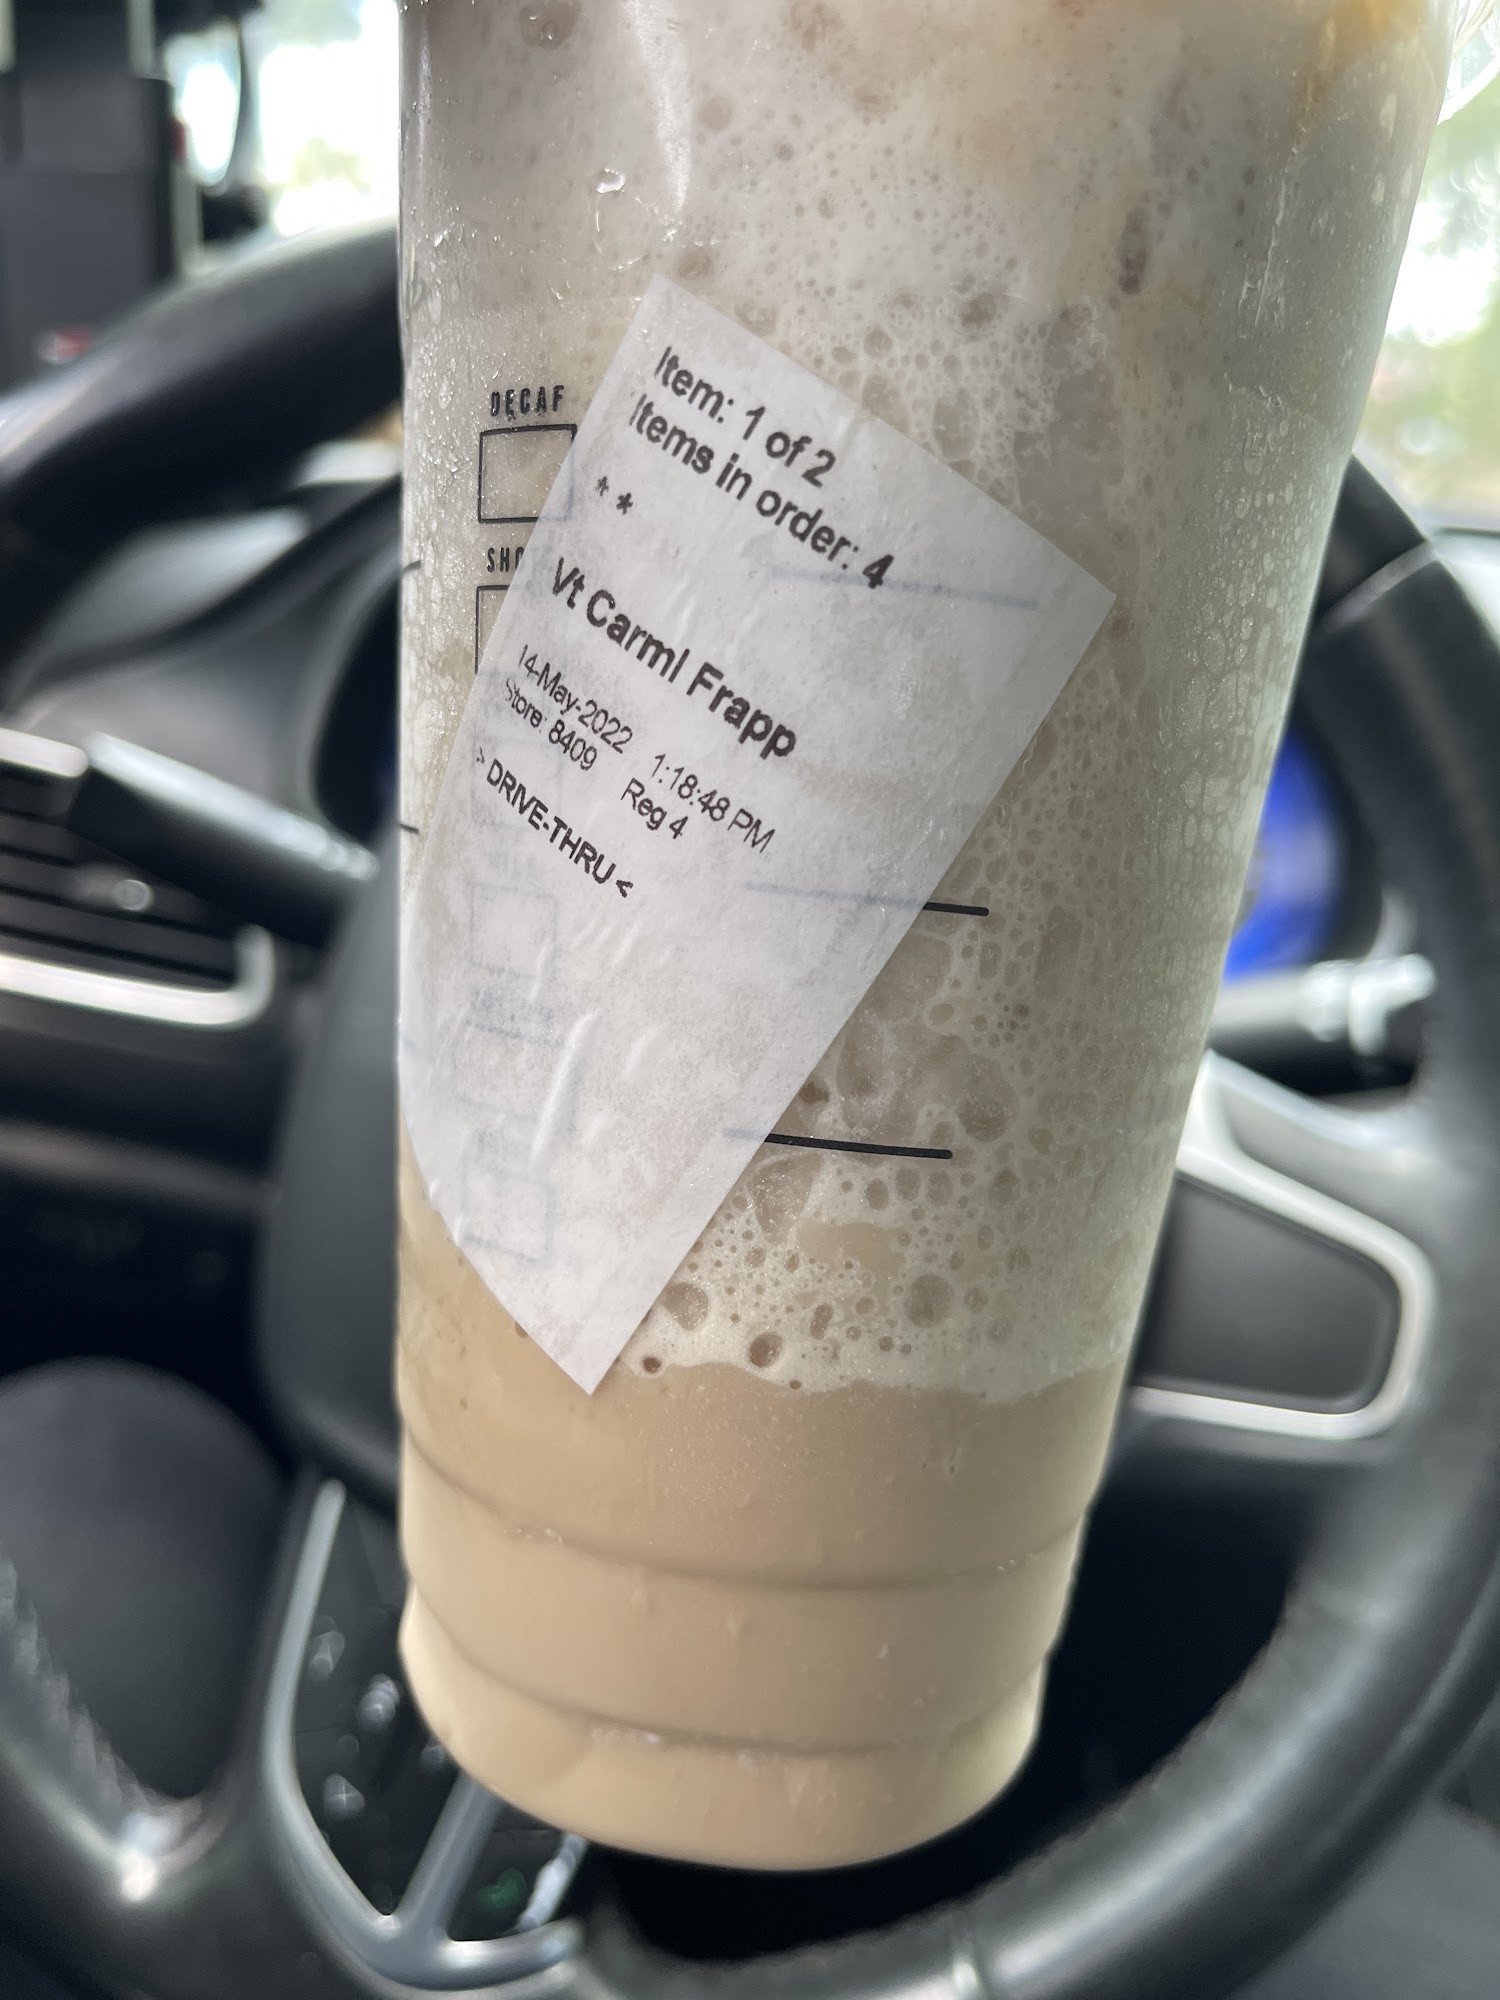 DECAF
SHO
Item: 1 of 2
Items in order: 4
* *
Vt Carml Frapp
14-May-2022 1:18:48 PM
Store: 8409 Reg 4
> DRIVE-THRU <